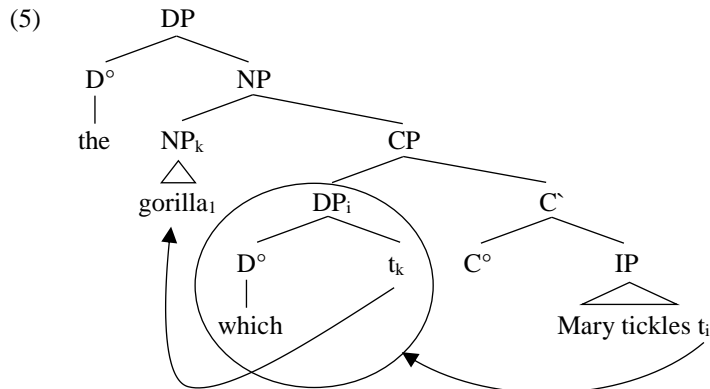 (5) DP
D° NP
the NPₖ CP
gorilla₁ DPᵢ C`
D° tₖ C° IP
which Mary tickles tᵢ